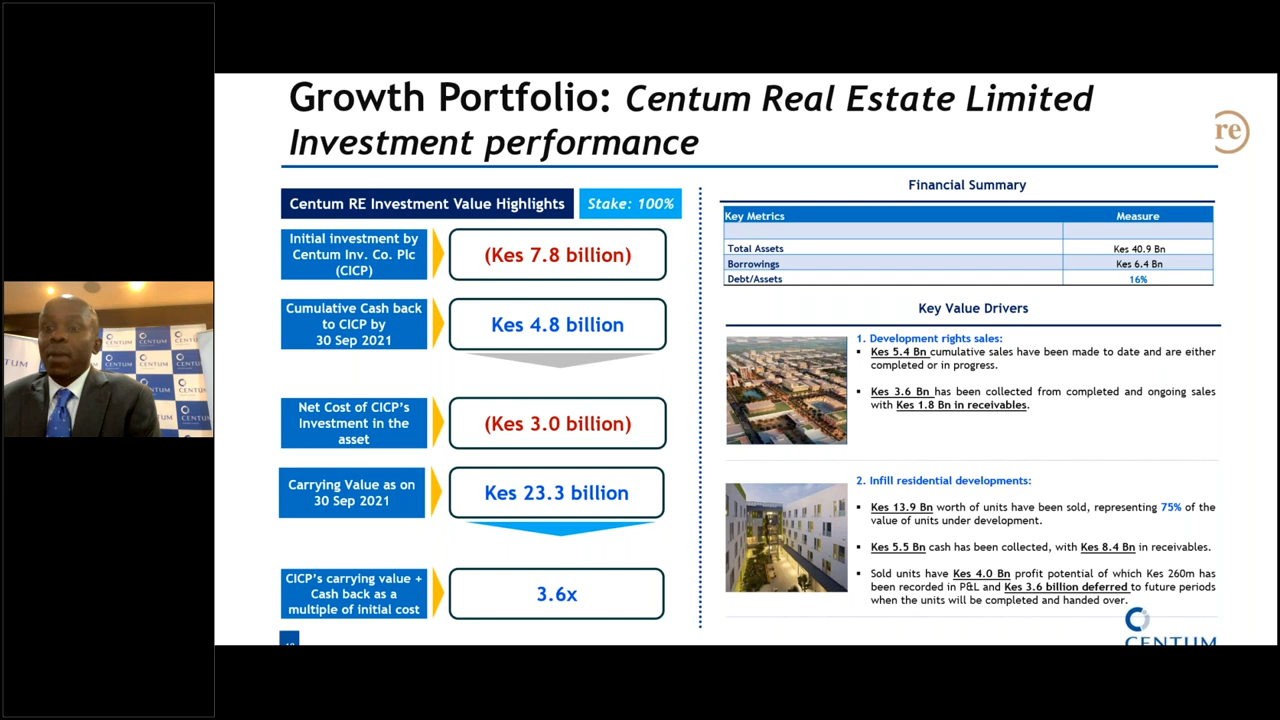 Growth Portfolio: Centum Real Estate Limited
Investment performance
re
Centum RE Investment Value Highlights
Stake: 100%
Initial investment by
Centum Inv. Co. Plc
(CICP)
(Kes 7.8 billion)
Cumulative Cash back
to CICP by
30 Sep 2021
Kes 4.8 billion
Net Cost of CICP’s
Investment in the
asset
(Kes 3.0 billion)
Carrying Value as on
30 Sep 2021
Kes 23.3 billion
CICP’s carrying value +
Cash back as a
multiple of initial cost
3.6x
Financial Summary
Key Metrics Measure
Total Assets Kes 40.9 Bn
Borrowings Kes 6.4 Bn
Debt/Assets 16%
Key Value Drivers
1. Development rights sales:
▪ Kes 5.4 Bn cumulative sales have been made to date and are either
completed or in progress.
▪ Kes 3.6 Bn has been collected from completed and ongoing sales
with Kes 1.8 Bn in receivables.
2. Infill residential developments:
▪ Kes 13.9 Bn worth of units have been sold, representing 75% of the
value of units under development.
▪ Kes 5.5 Bn cash has been collected, with Kes 8.4 Bn in receivables.
▪ Sold units have Kes 4.0 Bn profit potential of which Kes 260m has
been recorded in P&L and Kes 3.6 billion deferred to future periods
when the units will be completed and handed over.
CENTUM